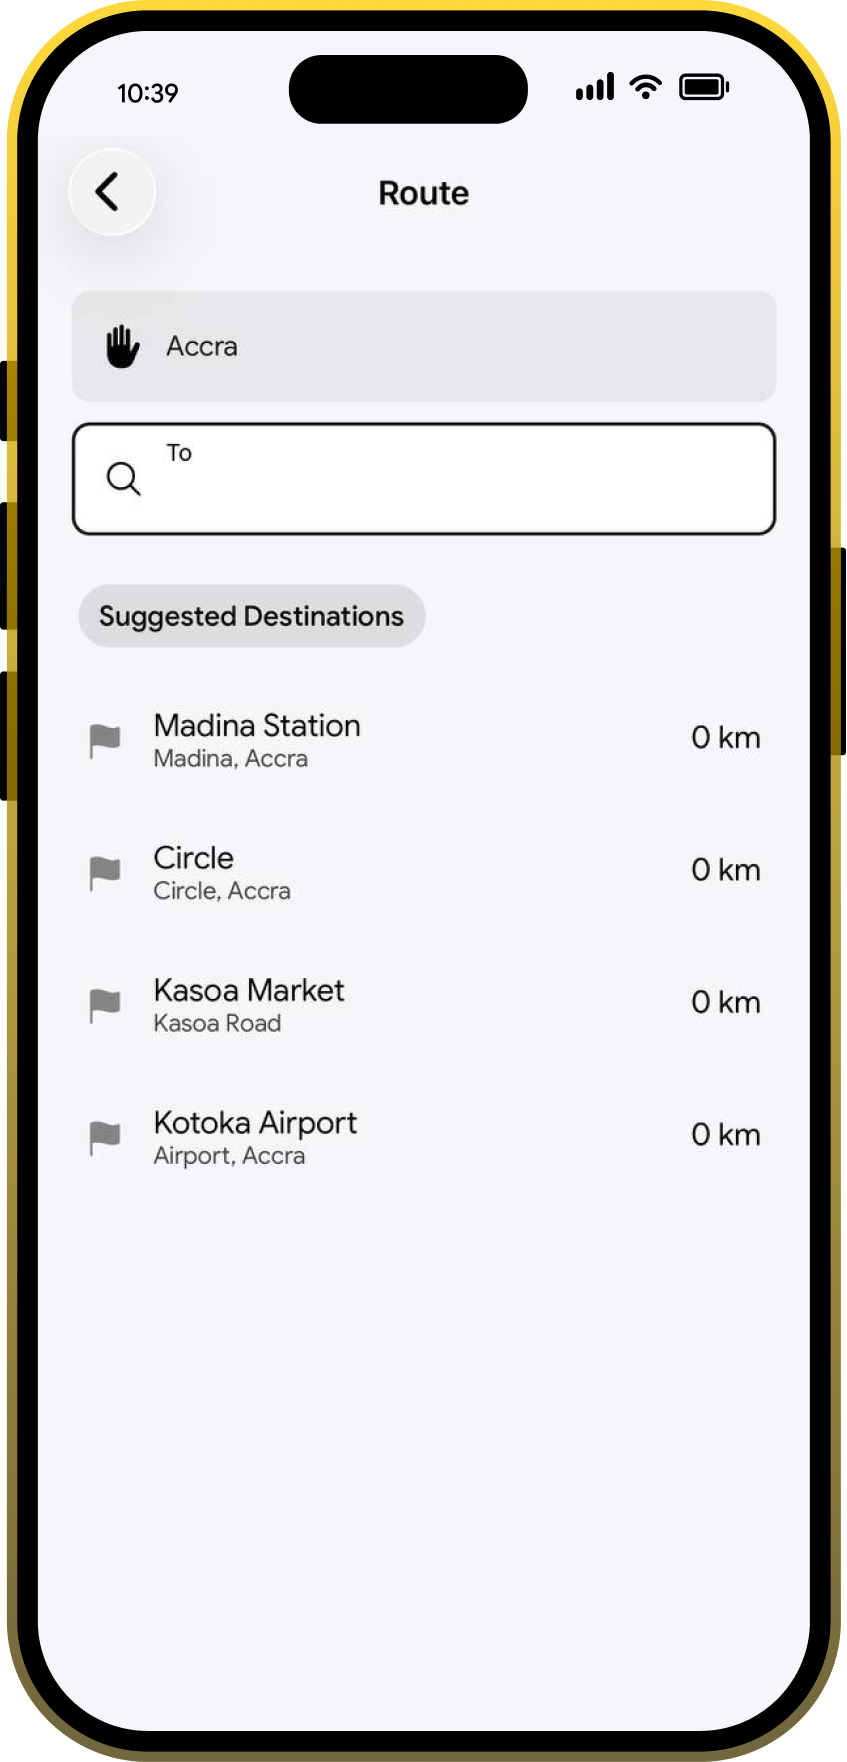 10:39
Route
Accra
To
Suggested Destinations
Madina Station
Madina, Accra
0 km
Circle
Circle, Accra
0 km
Kasoa Market
Kasoa Road
0 km
Kotoka Airport
Airport, Accra
0 km